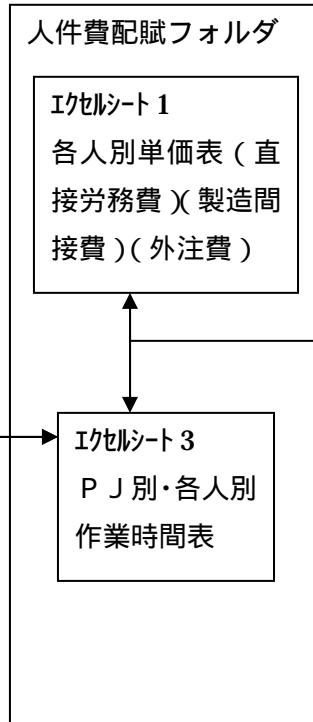 人件費配賦フォルダ
ｴｸｾﾙｼｰﾄ 1
各人別単価表（直
接労務費）（製造間
接費）（外注費）
ｴｸｾﾙｼｰﾄ 3
ＰＪ別・各人別
作業時間表